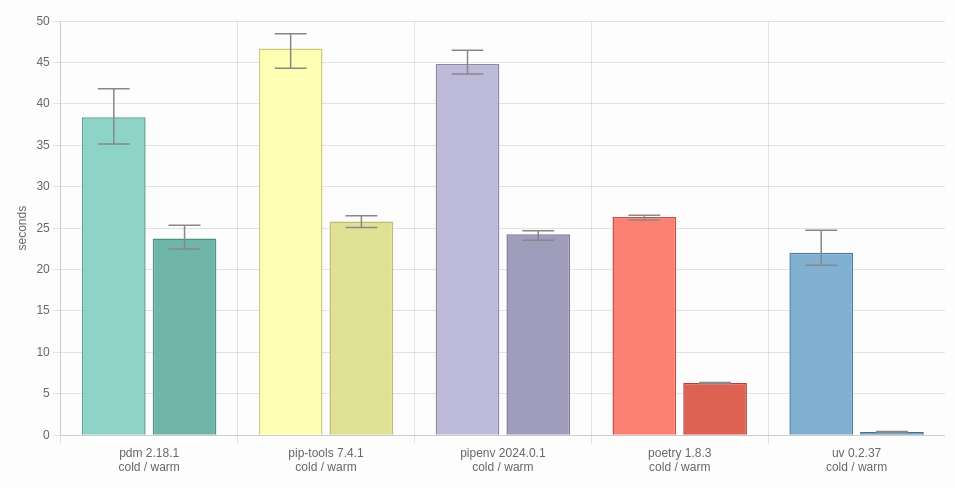 50
45
40
35
30
25
20
15
10
5
0
seconds
pdm 2.18.1
cold / warm
pip-tools 7.4.1
cold / warm
pipenv 2024.0.1
cold / warm
poetry 1.8.3
cold / warm
uv 0.2.37
cold / warm